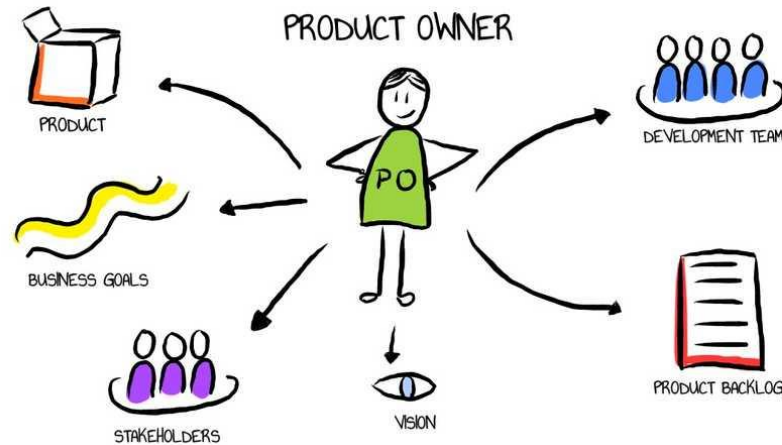 PRODUCT OWNER
PRODUCT
DEVELOPMENT TEAM
PO
BUSINESS GOALS
PRODUCT BACKLOG
VISION
STAKEHOLDERS